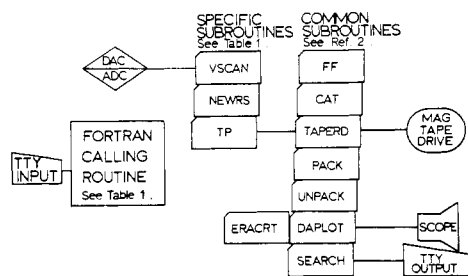 SPECIFIC
SUBROUTINES
See Table 1 .
COMMON
SUBROUTINES
See Ref. 2 .
DAC
ADC
VSCAN
FF
NEWRS
CAT
TP
TAPERD
MAG
TAPE
DRIVE
FORTRAN
CALLING
ROUTINE
See Table 1 .
TTY
INPUT
PACK
UNPACK
ERACRT
DAPLOT
SCOPE
SEARCH
TTY
OUTPUT